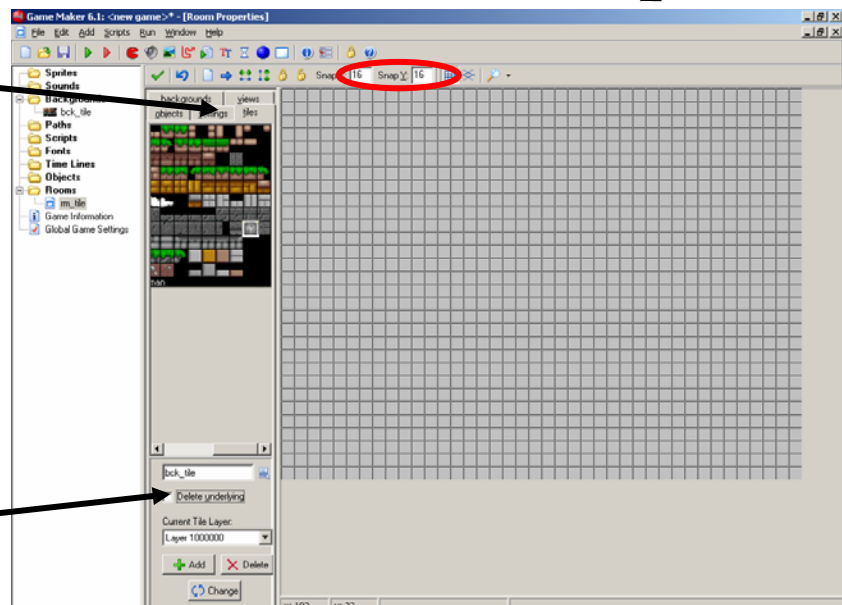 Game Maker 6.1: <new game>* - [Room Properties]
File Edit Add Scripts Run Window Help
Snap 16 Snap Y: 16
Sprites
Sounds
bck_tile
Paths
Scripts
Fonts
Time Lines
Objects
Rooms
rm_tile
Game Information
Global Game Settings
backgrounds views
objects tiles
man
bck_tile
Delete underlying
Current Tile Layer:
Layer 1000000
Add Delete
Change